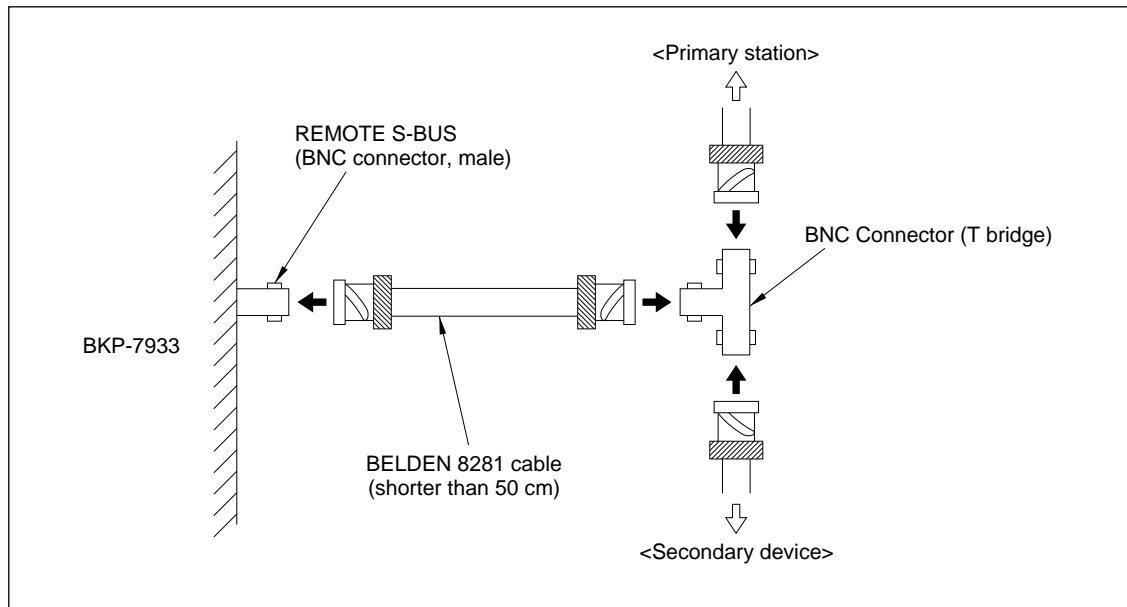 <Primary station>
REMOTE S-BUS
(BNC connector, male)
BNC Connector (T bridge)
BKP-7933
BELDEN 8281 cable
(shorter than 50 cm)
<Secondary device>